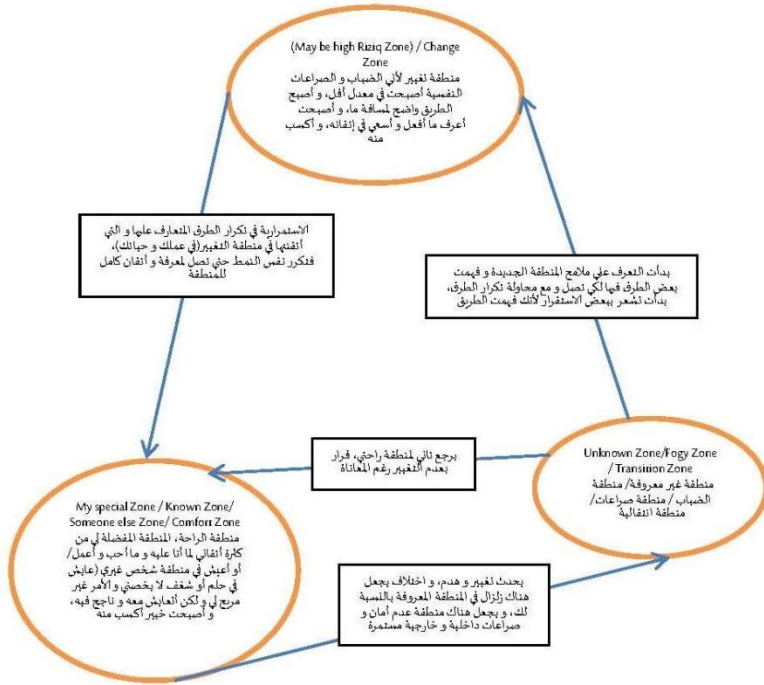 (May be high Riziq Zone) / Change
Zone
منطقة تغيير لأني الضباب و الصراعات
النفسية أصبحت في معدل أقل، و أصبح
الطريق واضح لمسافة ما، و أصبحت
أعرف ما أفعل و أسعي في إتقانه، و أكسب
منه
الاستمرارية في تكرار الطرق المتعارف عليها و التي
أتقنتها في منطقة التغيير(في عملك و حياتك)،
فتكرر نفس النمط حتي تصل لمعرفة و أتقان كامل
للمنطقة
بدأت التعرف علي ملامح المنطقة الجديدة و فهمت
بعض الطرق فيها لكي تصل و مع محاولة تكرار الطرق،
بدأت تشعر ببعض الاستقرار لأنك فهمت الطريق
يرجع تاني لمنطقة راحتي، قرار
بعدم التغيير رغم المعاناة
Unknown Zone/Fogy Zone
/ Transition Zone
منطقة غير معروفة/ منطقة
الضباب / منطقة صراعات/
منطقة انتقالية
My special Zone / Known Zone/
Someone else Zone/ Comfort Zone
منطقة الراحة، المنطقة المفضلة لي من
كثرة أتقاني لما أنا عليه و ما أحب و أعمل/
أو أعيش في منطقة شخص غيري (عايش
في حلم أو شغف لا يخصني و الأمر غير
مريح لي و لكن أتعايش معه و ناجح فيه،
و أصبحت خبير أكسب منه
يحدث تغيير و هدم، و اختلاف يجعل
هناك زلزال في المنطقة المعروفة بالنسبة
لك، و يجعل هناك منطقة عدم أمان و
صراعات داخلية و خارجية مستمرة